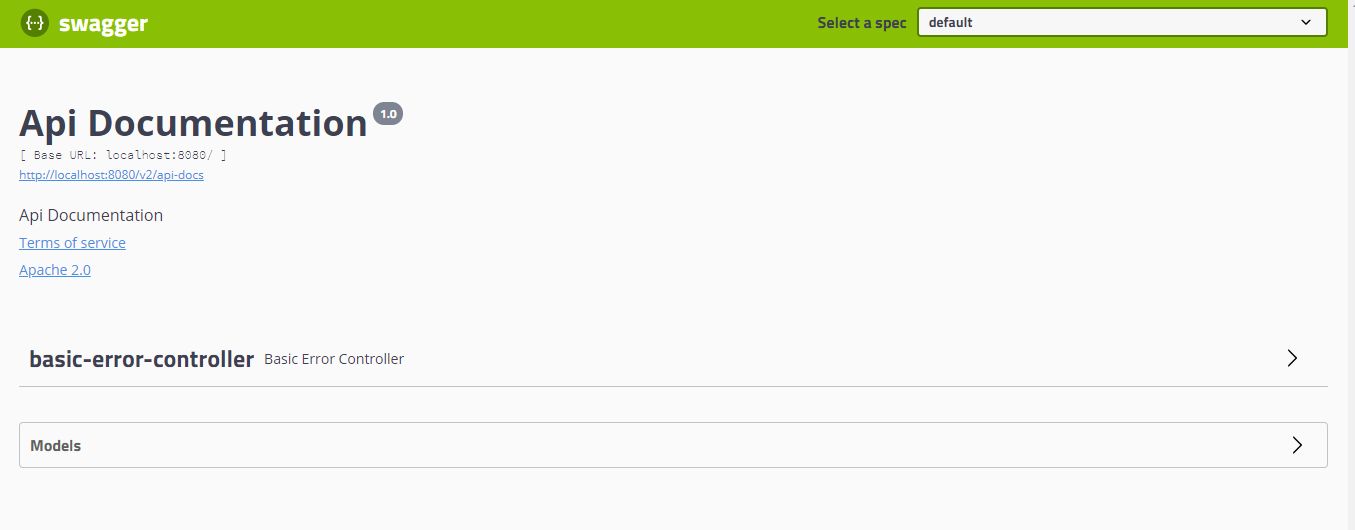 {···} swagger
Select a spec default
Api Documentation 1.0
[ Base URL: localhost:8080/ ]
http://localhost:8080/v2/api-docs
Api Documentation
Terms of service
Apache 2.0
basic-error-controller Basic Error Controller
Models